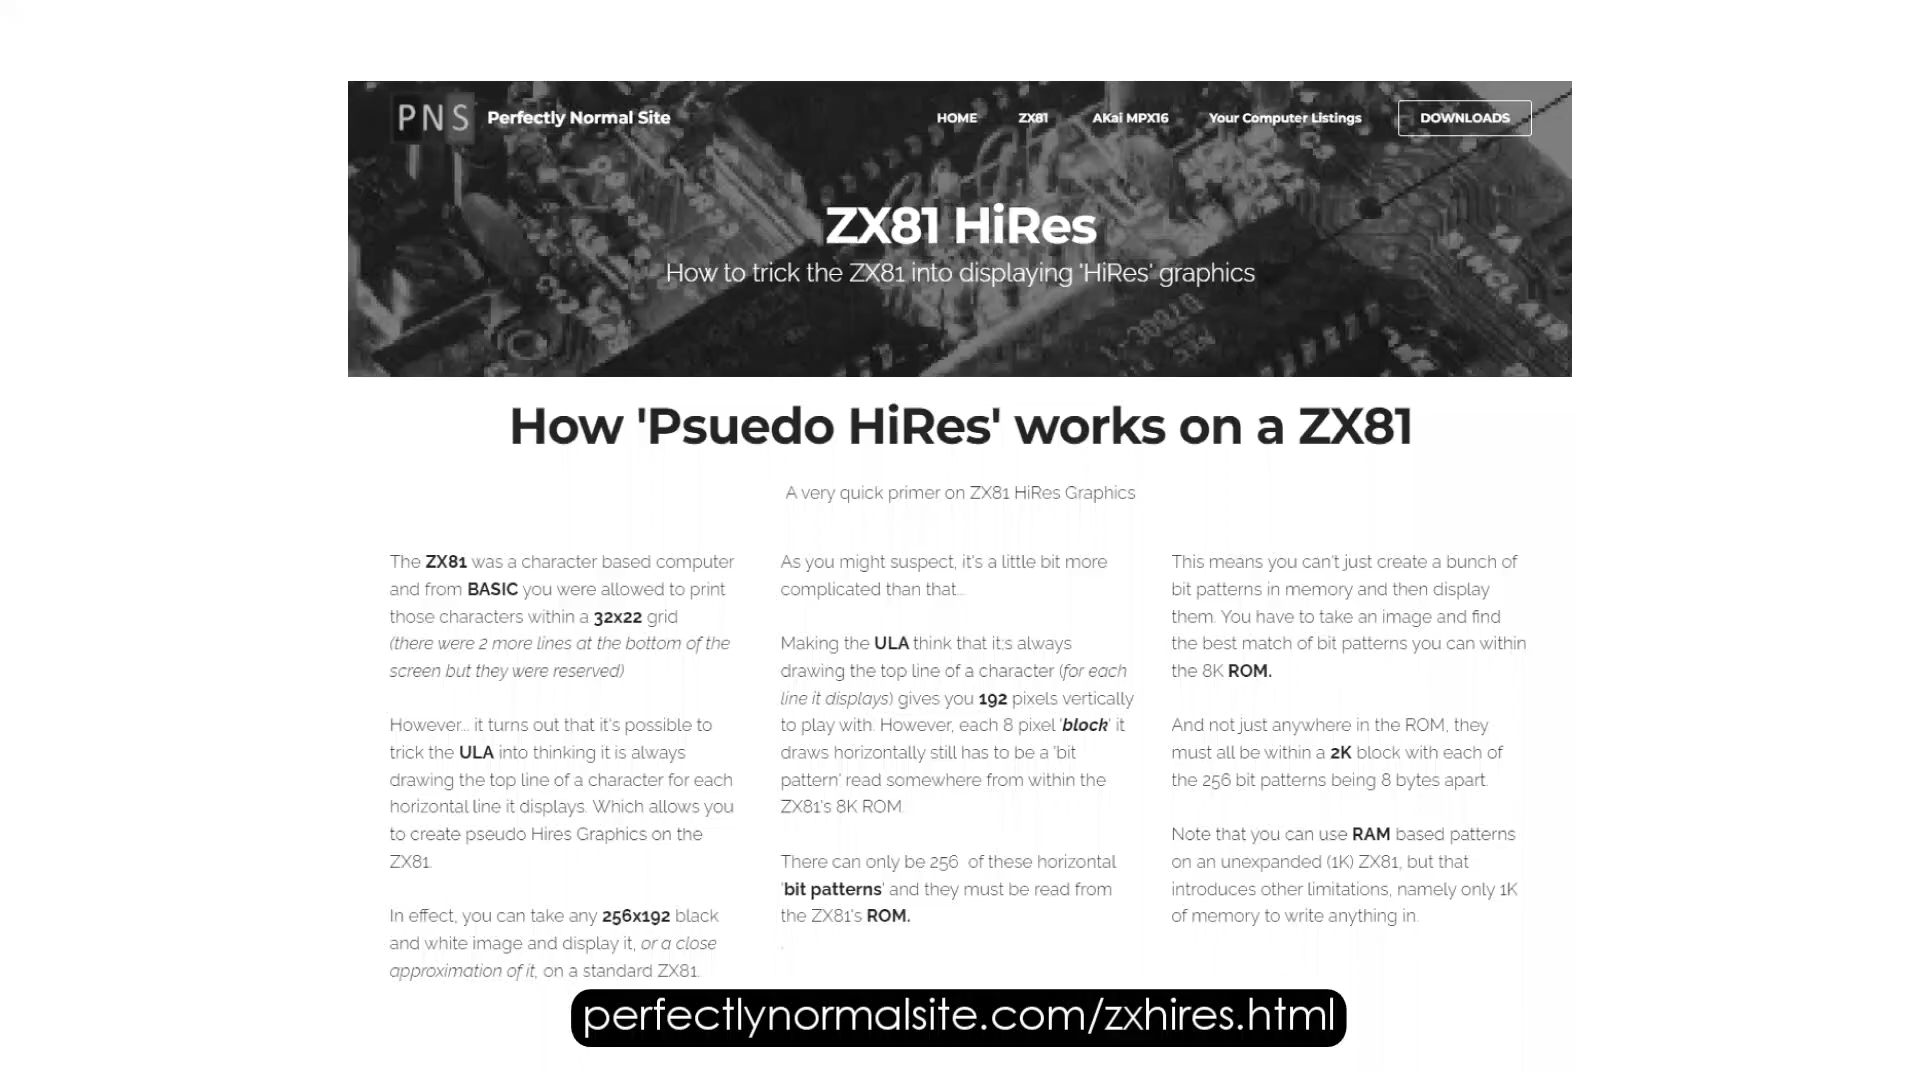 PNS Perfectly Normal Site HOME ZX81 AKai MPX16 Your Computer Listings DOWNLOADS
ZX81 HiRes
How to trick the ZX81 into displaying 'HiRes' graphics
SINCLAIR
How 'Psuedo HiRes' works on a ZX81
A very quick primer on ZX81 HiRes Graphics
The ZX81 was a character based computer
and from BASIC you were allowed to print
those characters within a 32x22 grid
(there were 2 more lines at the bottom of the
screen but they were reserved)
However... it turns out that it's possible to
trick the ULA into thinking it is always
drawing the top line of a character for each
horizontal line it displays. Which allows you
to create pseudo Hires Graphics on the
ZX81.
In effect, you can take any 256x192 black
and white image and display it, or a close
approximation of it, on a standard ZX81.
As you might suspect, it's a little bit more
complicated than that...
Making the ULA think that it;s always
drawing the top line of a character (for each
line it displays) gives you 192 pixels vertically
to play with. However, each 8 pixel 'block' it
draws horizontally still has to be a 'bit
pattern' read somewhere from within the
ZX81's 8K ROM.
There can only be 256 of these horizontal
'bit patterns' and they must be read from
the ZX81's ROM.
.
This means you can't just create a bunch of
bit patterns in memory and then display
them. You have to take an image and find
the best match of bit patterns you can within
the 8K ROM.
And not just anywhere in the ROM, they
must all be within a 2K block with each of
the 256 bit patterns being 8 bytes apart.
Note that you can use RAM based patterns
on an unexpanded (1K) ZX81, but that
introduces other limitations, namely only 1K
of memory to write anything in.
perfectlynormalsite.com/zxhires.html